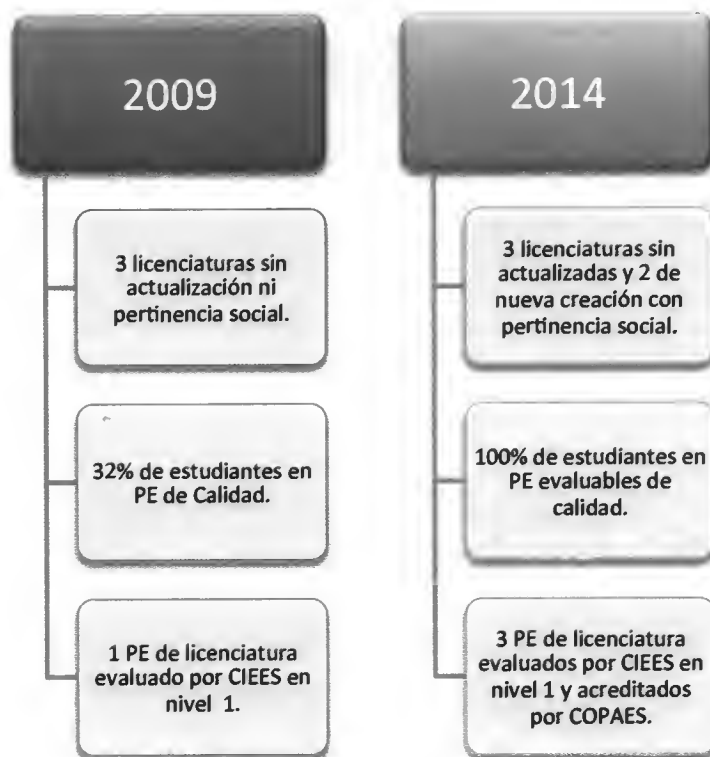 2009
3 licenciaturas sin
actualización ni
pertinencia social.
32% de estudiantes en
PE de Calidad.
1 PE de licenciatura
evaluado por CIEES en
nivel 1.
2014
3 licenciaturas sin
actualizadas y 2 de
nueva creación con
pertinencia social.
100% de estudiantes en
PE evaluables de
calidad.
3 PE de licenciatura
evaluados por CIEES en
nivel 1 y acreditados
por COPAES.